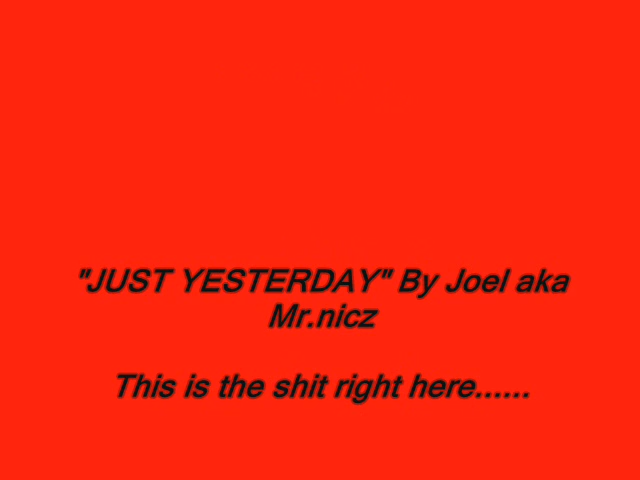 "JUST YESTERDAY" By Joel aka
Mr.nicz
This is the shit right here......